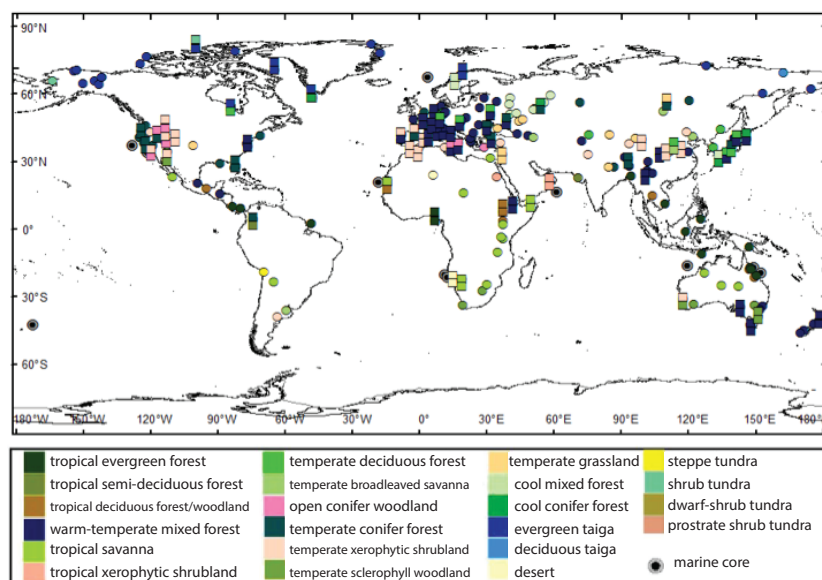 90°N
60°N
30°N
0°
30°S
60°S
180°W 150°W 120°W 90°W 60°W 30°W 0° 30°E 60°E 90°E 120°E 150°E 180°W
tropical evergreen forest
tropical semi-deciduous forest
tropical deciduous forest/woodland
warm-temperate mixed forest
tropical savanna
tropical xerophytic shrubland
temperate deciduous forest
temperate broadleaved savanna
open conifer woodland
temperate conifer forest
temperate xerophytic shrubland
temperate sclerophyll woodland
temperate grassland
cool mixed forest
cool conifer forest
evergreen taiga
deciduous taiga
desert
steppe tundra
shrub tundra
dwarf-shrub tundra
prostrate shrub tundra
marine core